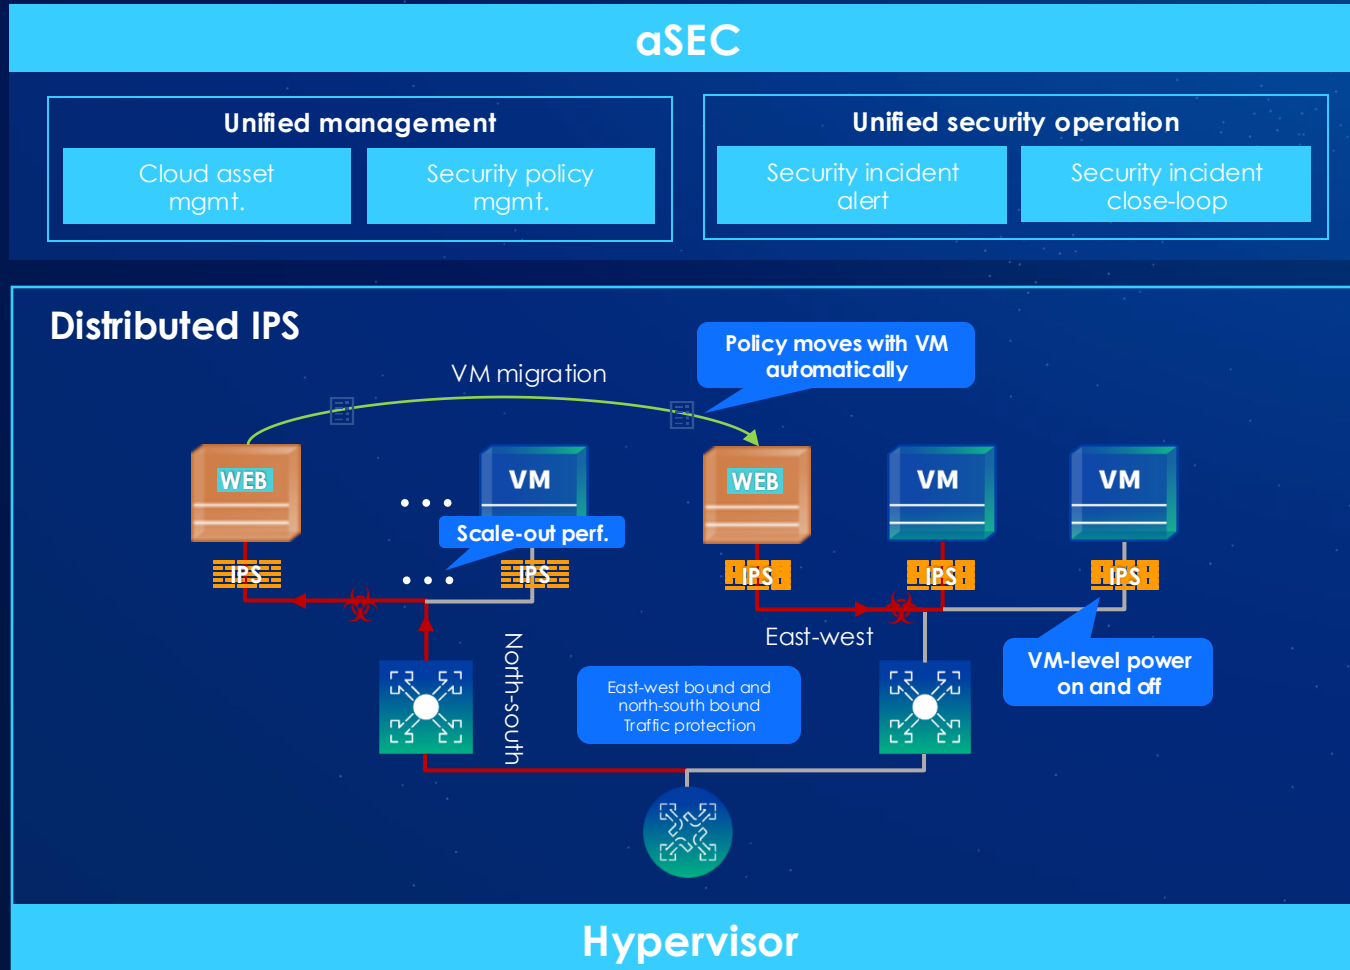 aSEC
Unified management
Cloud asset
mgmt.
Security policy
mgmt.
Unified security operation
Security incident
alert
Security incident
close-loop
Distributed IPS
VM migration
Policy moves with VM
automatically
WEB
VM
WEB
VM
VM
Scale-out perf.
IPS
IPS
IPS
IPS
IPS
North-south
East-west
East-west bound and
north-south bound
Traffic protection
VM-level power
on and off
Hypervisor